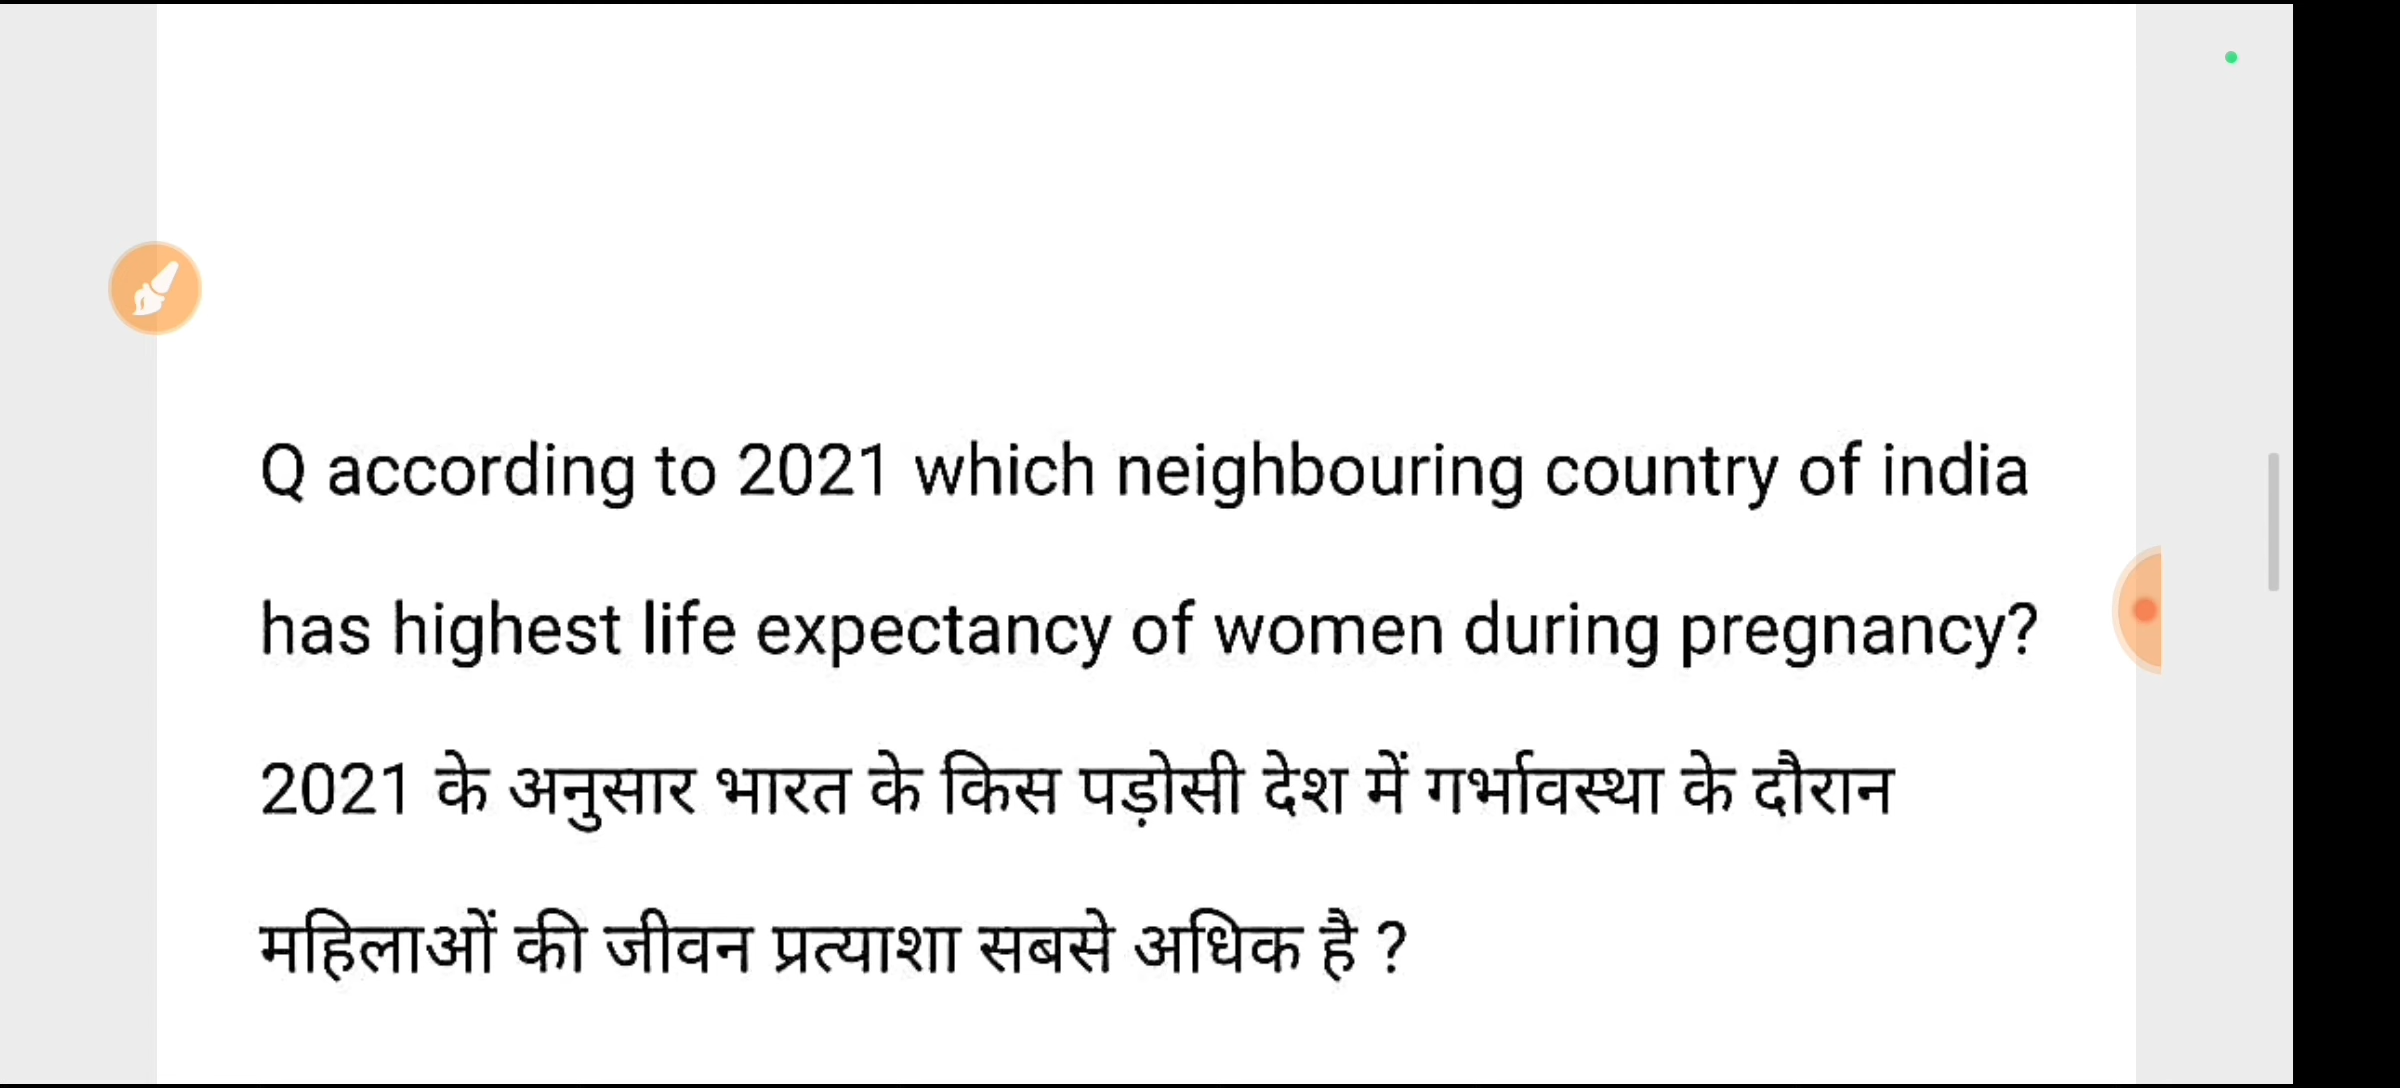 Q according to 2021 which neighbouring country of india
has highest life expectancy of women during pregnancy?
2021 के अनुसार भारत के किस पड़ोसी देश में गर्भावस्था के दौरान
महिलाओं की जीवन प्रत्याशा सबसे अधिक है ?